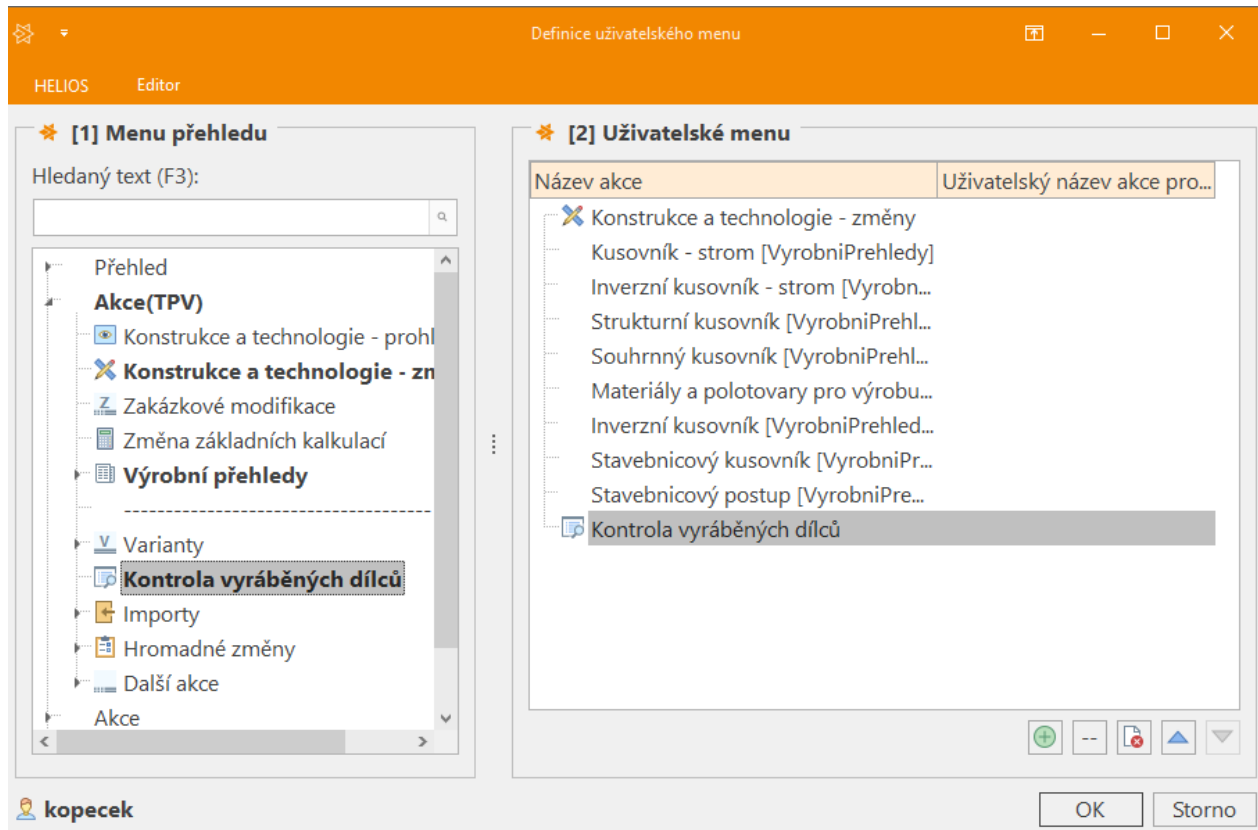 Definice uživatelského menu
HELIOS Editor
[1] Menu přehledu
Hledaný text (F3):
Přehled
Akce(TPV)
Konstrukce a technologie - prohl
Konstrukce a technologie - zn
Zakázkové modifikace
Změna základních kalkulací
Výrobní přehledy
------------------------------------
Varianty
Kontrola vyráběných dílců
Importy
Hromadné změny
Další akce
Akce
[2] Uživatelské menu
Název akce Uživatelský název akce pro...
Konstrukce a technologie - změny
Kusovník - strom [VyrobniPrehledy]
Inverzní kusovník - strom [Vyrobn...
Strukturní kusovník [VyrobniPrehl...
Souhrnný kusovník [VyrobniPrehl...
Materiály a polotovary pro výrobu...
Inverzní kusovník [VyrobniPrehled...
Stavebnicový kusovník [VyrobniPr...
Stavebnicový postup [VyrobniPre...
Kontrola vyráběných dílců
--
kopecek
OK Storno